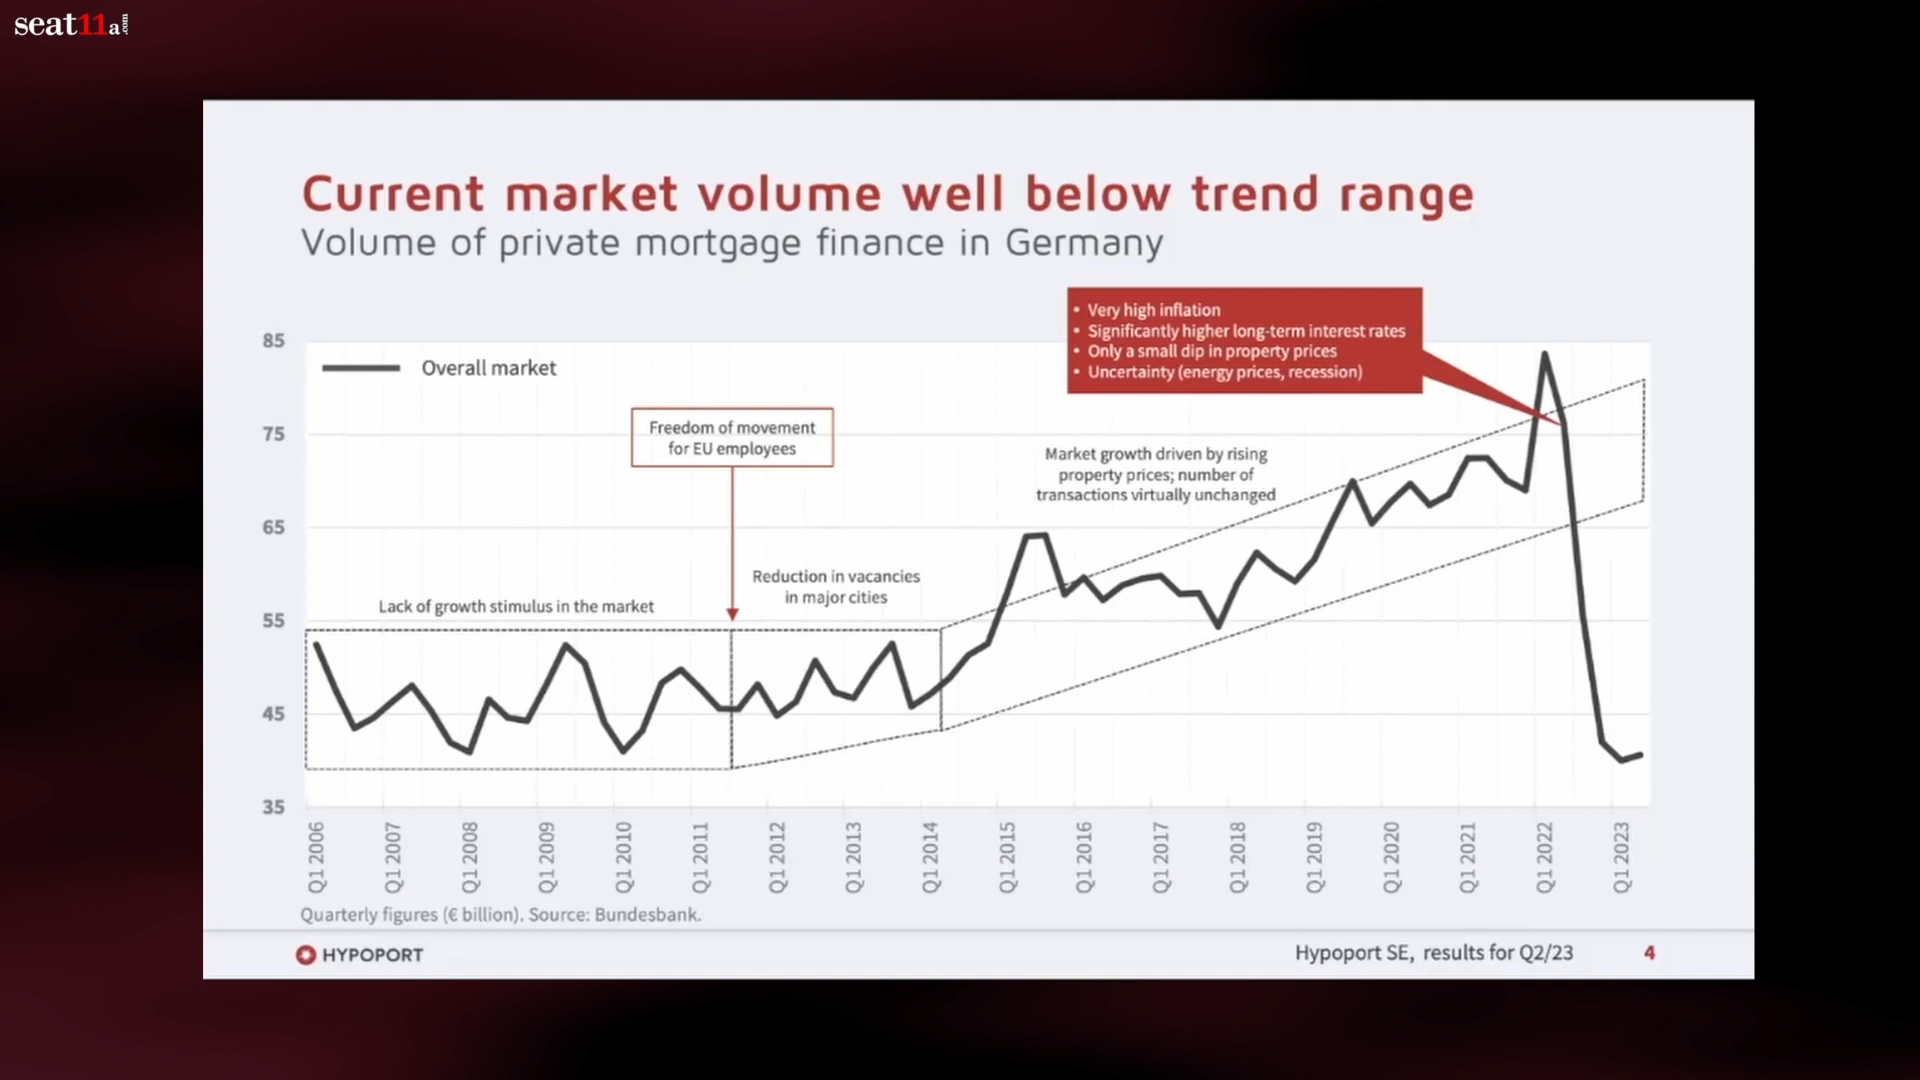 seat11a.com
Current market volume well below trend range
Volume of private mortgage finance in Germany
• Very high inflation
• Significantly higher long-term interest rates
• Only a small dip in property prices
• Uncertainty (energy prices, recession)
85
Overall market
75
Freedom of movement
for EU employees
Market growth driven by rising
property prices; number of
transactions virtually unchanged
65
Reduction in vacancies
in major cities
Lack of growth stimulus in the market
55
45
35
Q1 2006
Q1 2007
Q1 2008
Q1 2009
Q1 2010
Q1 2011
Q1 2012
Q1 2013
Q1 2014
Q1 2015
Q1 2016
Q1 2017
Q1 2018
Q1 2019
Q1 2020
Q1 2021
Q1 2022
Q1 2023
Quarterly figures (€ billion). Source: Bundesbank.
HYPOPORT
Hypoport SE, results for Q2/23
4